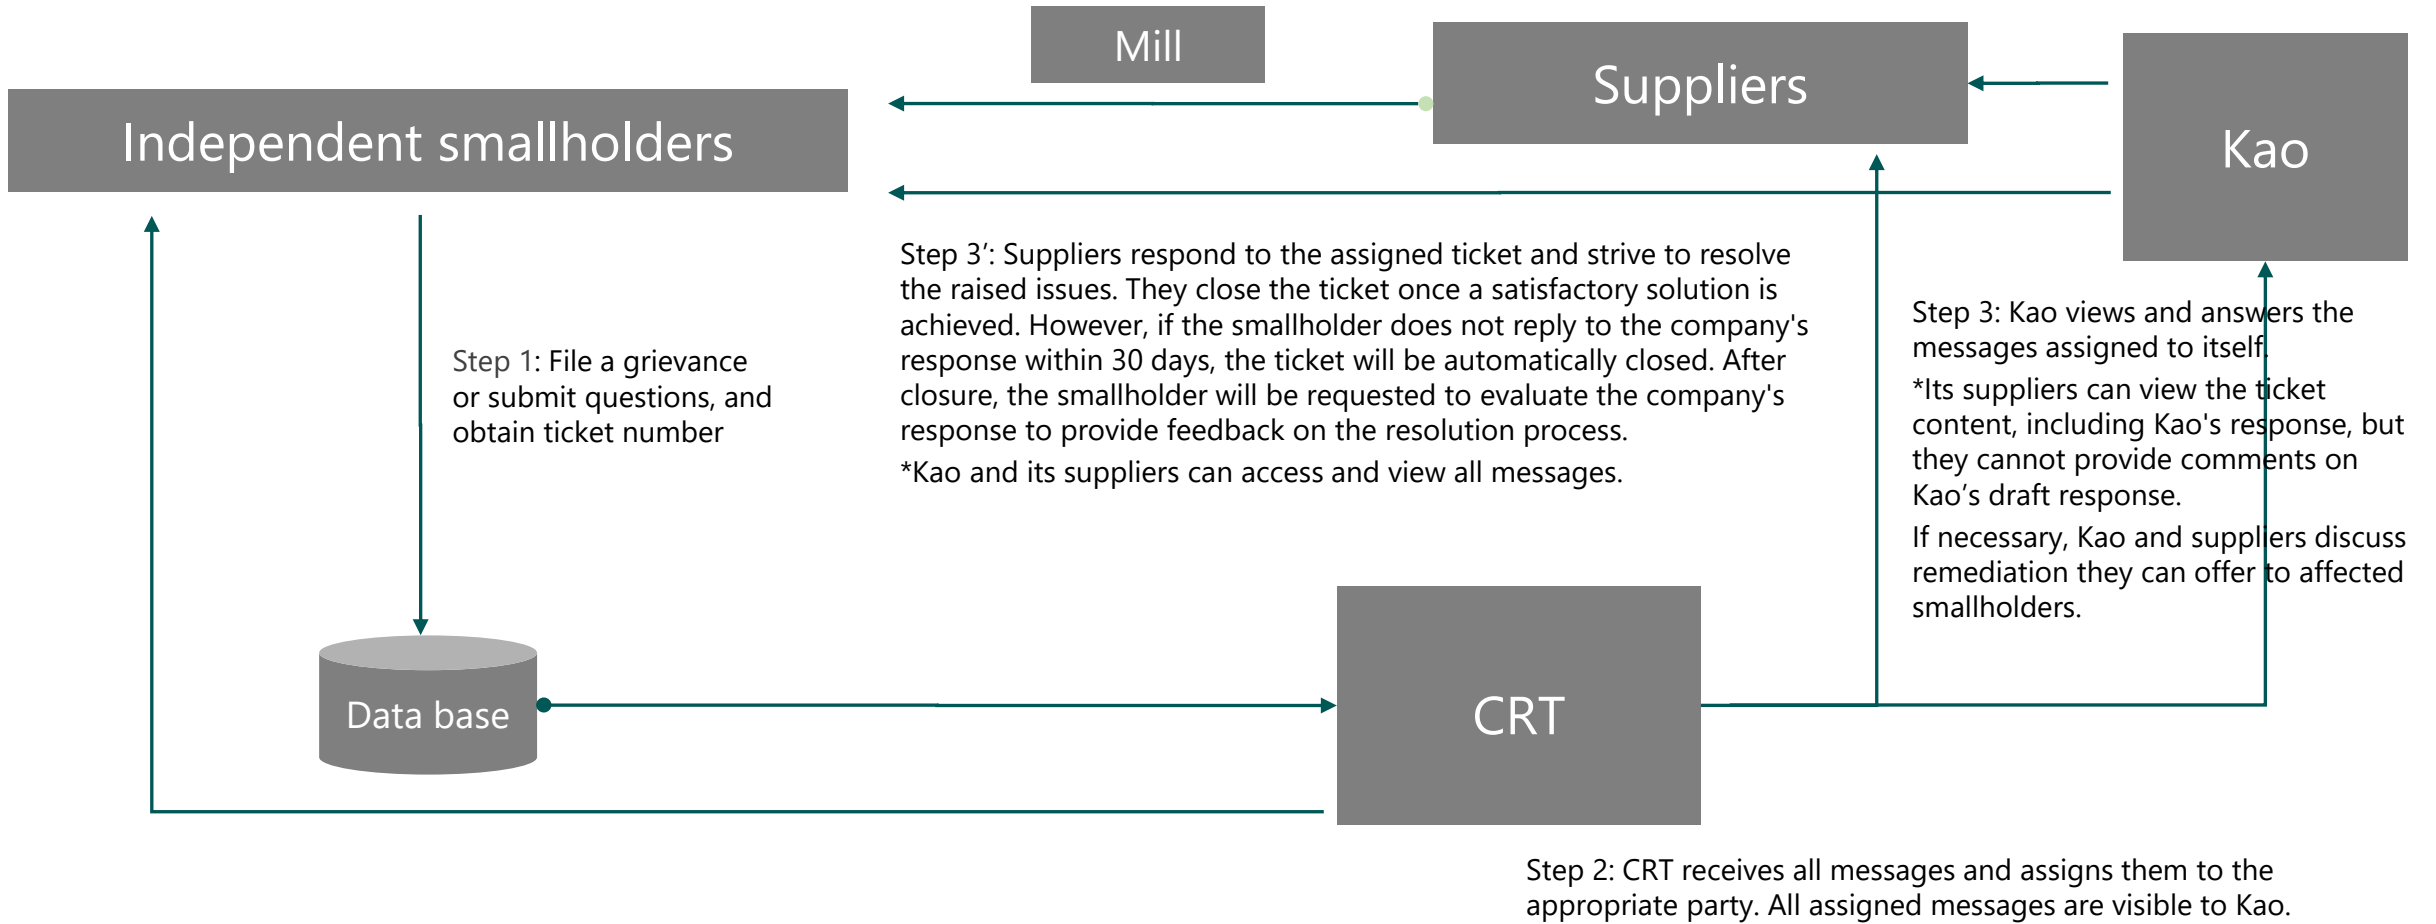 Mill
Suppliers
Kao
Independent smallholders
Step 3′: Suppliers respond to the assigned ticket and strive to resolve
the raised issues. They close the ticket once a satisfactory solution is
achieved. However, if the smallholder does not reply to the company's
response within 30 days, the ticket will be automatically closed. After
closure, the smallholder will be requested to evaluate the company's
response to provide feedback on the resolution process.
*Kao and its suppliers can access and view all messages.
Step 3: Kao views and answers the
messages assigned to itself.
*Its suppliers can view the ticket
content, including Kao's response, but
they cannot provide comments on
Kao’s draft response.
If necessary, Kao and suppliers discuss
remediation they can offer to affected
smallholders.
Step 1: File a grievance
or submit questions, and
obtain ticket number
Data base
CRT
Step 2: CRT receives all messages and assigns them to the
appropriate party. All assigned messages are visible to Kao.